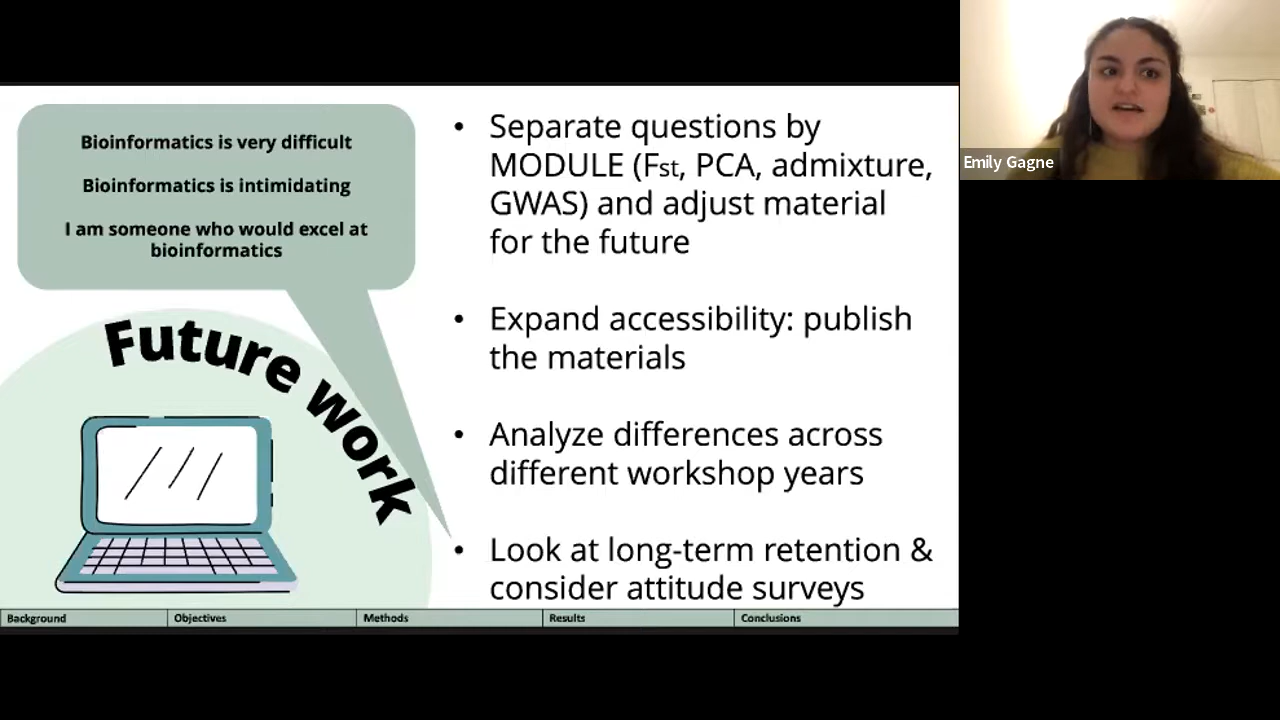 Bioinformatics is very difficult
Bioinformatics is intimidating
I am someone who would excel at
bioinformatics
Future work
• Separate questions by
MODULE (Fst, PCA, admixture,
GWAS) and adjust material
for the future
• Expand accessibility: publish
the materials
• Analyze differences across
different workshop years
• Look at long-term retention &
consider attitude surveys
Background
Objectives
Methods
Results
Conclusions
Emily Gagne